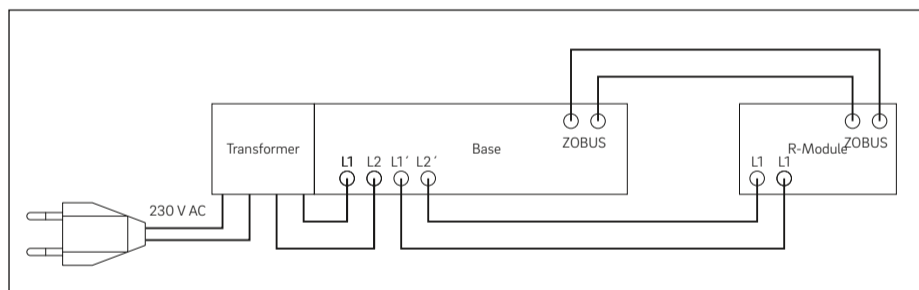 Transformer
Base
ZOBUS
L1 L2 L1´ L2´
R-Module
ZOBUS
L1 L1
230 V AC